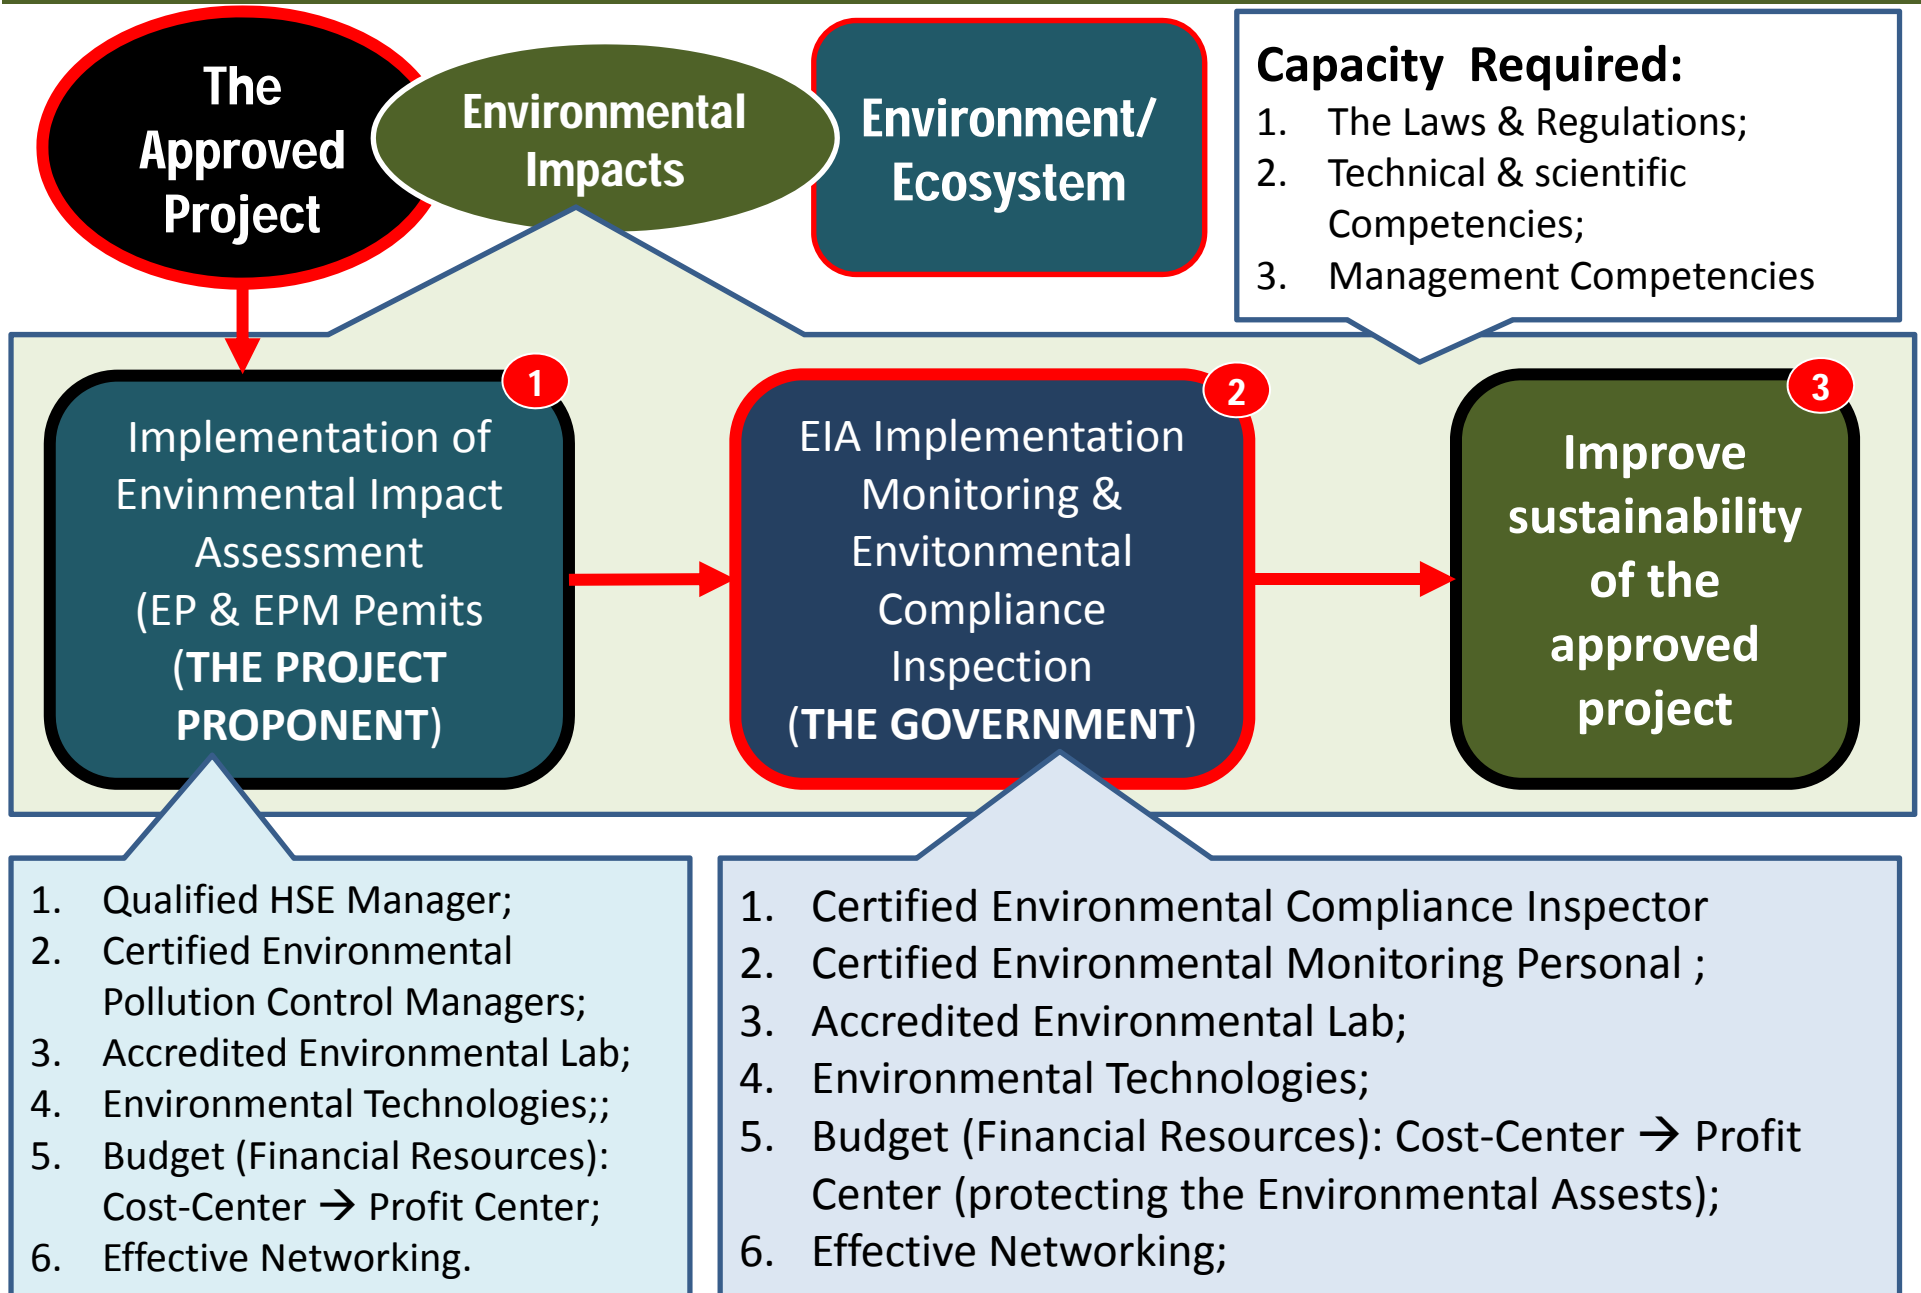 The
Approved
Project
Environmental
Impacts
Environment/
Ecosystem
Capacity Required:
1. The Laws & Regulations;
2. Technical & scientific
Competencies;
3. Management Competencies
1
Implementation of
Envinmental Impact
Assessment
(EP & EPM Pemits
(THE PROJECT
PROPONENT)
2
EIA Implementation
Monitoring &
Envitonmental
Compliance
Inspection
(THE GOVERNMENT)
3
Improve
sustainability
of the
approved
project
1. Qualified HSE Manager;
2. Certified Environmental
Pollution Control Managers;
3. Accredited Environmental Lab;
4. Environmental Technologies;;
5. Budget (Financial Resources):
Cost-Center → Profit Center;
6. Effective Networking.
1. Certified Environmental Compliance Inspector
2. Certified Environmental Monitoring Personal ;
3. Accredited Environmental Lab;
4. Environmental Technologies;
5. Budget (Financial Resources): Cost-Center → Profit
Center (protecting the Environmental Assests);
6. Effective Networking;